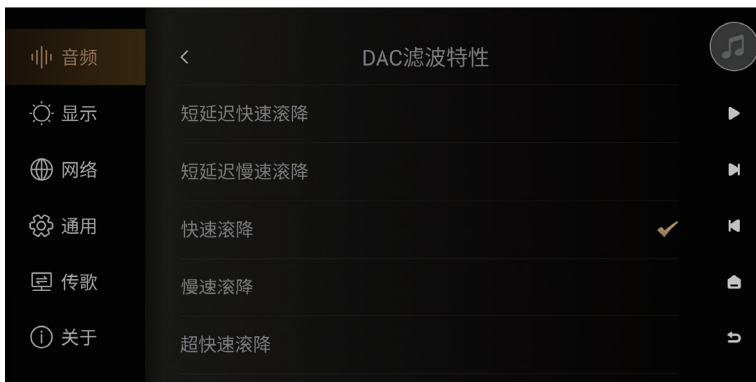 音频
显示
网络
通用
传歌
关于
DAC滤波特性
短延迟快速滚降
短延迟慢速滚降
快速滚降
慢速滚降
超快速滚降